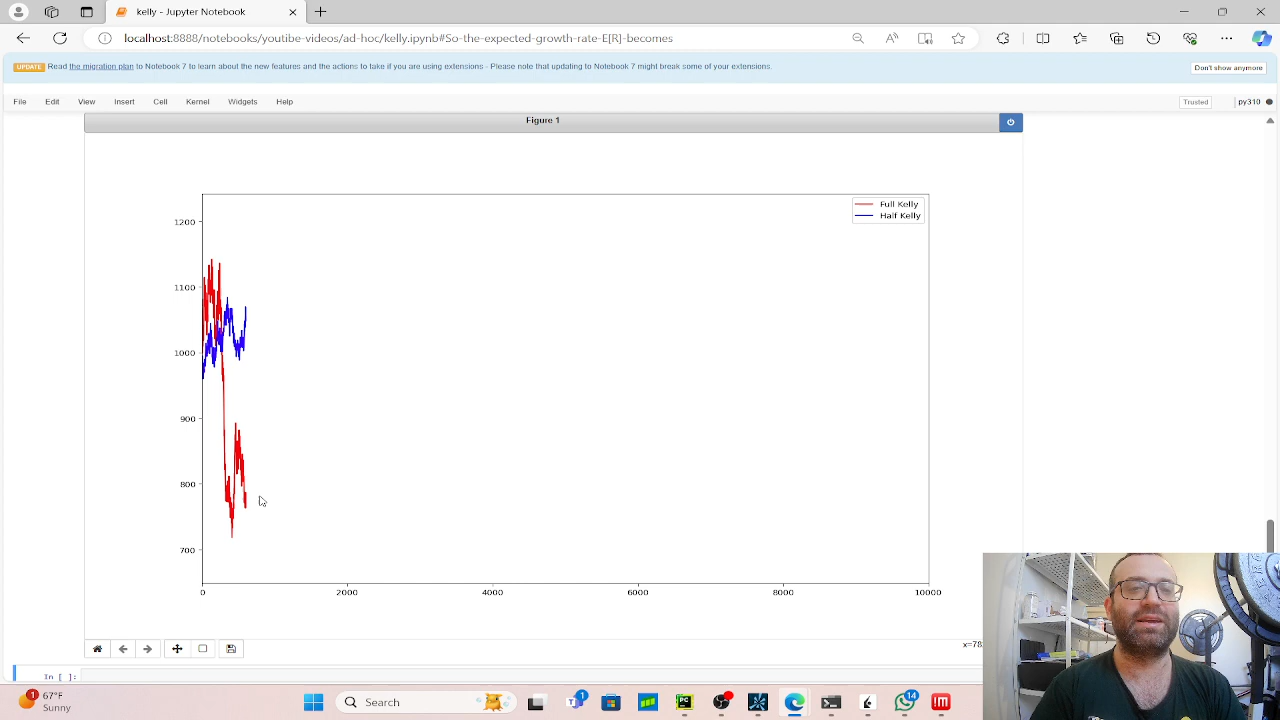 kelly - Jupyter Notebook
localhost:8888/notebooks/youtibe-videos/ad-hoc/kelly.ipynb#So-the-expected-growth-rate-E[R]-becomes
UPDATE Read the migration plan to Notebook 7 to learn about the new features and the actions to take if you are using extensions - Please note that updating to Notebook 7 might break some of your extensions.
Don't show anymore
File Edit View Insert Cell Kernel Widgets Help
Trusted
py310
Figure 1
Full Kelly
Half Kelly
1200
1100
1000
900
800
700
0 2000 4000 6000 8000 10000
In [ ]:
1
67°F
Sunny
Search
1
14